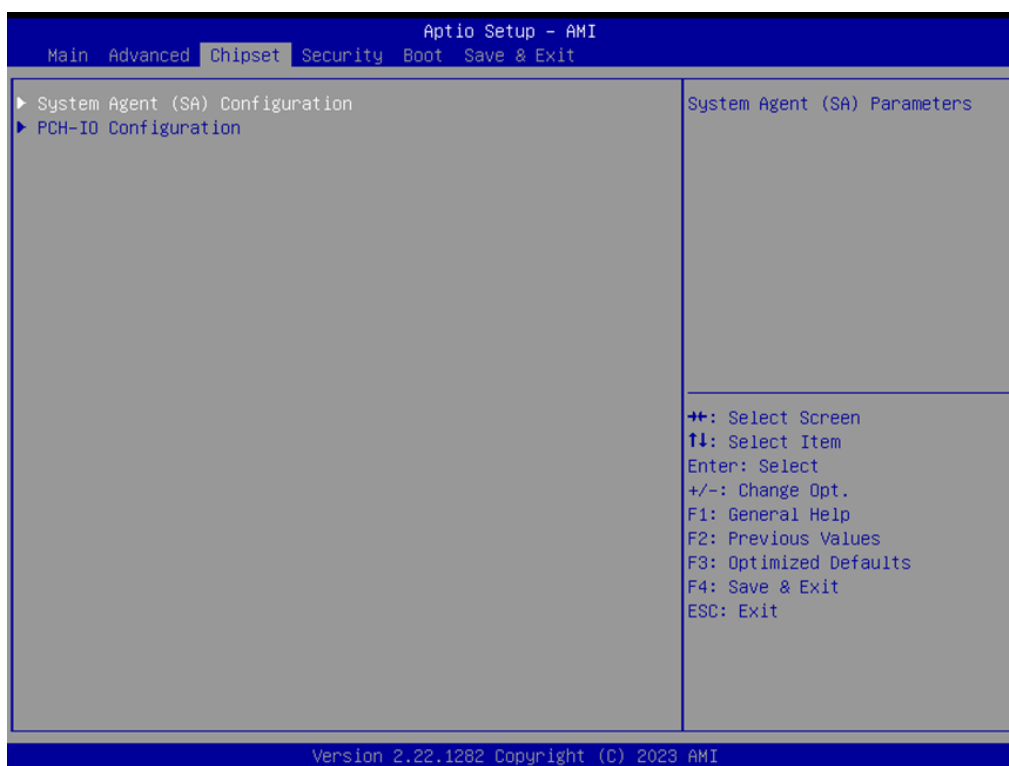 Aptio Setup – AMI
Main Advanced Chipset Security Boot Save & Exit
▶ System Agent (SA) Configuration
▶ PCH-IO Configuration
System Agent (SA) Parameters
→←: Select Screen
↑↓: Select Item
Enter: Select
+/-: Change Opt.
F1: General Help
F2: Previous Values
F3: Optimized Defaults
F4: Save & Exit
ESC: Exit
Version 2.22.1282 Copyright (C) 2023 AMI